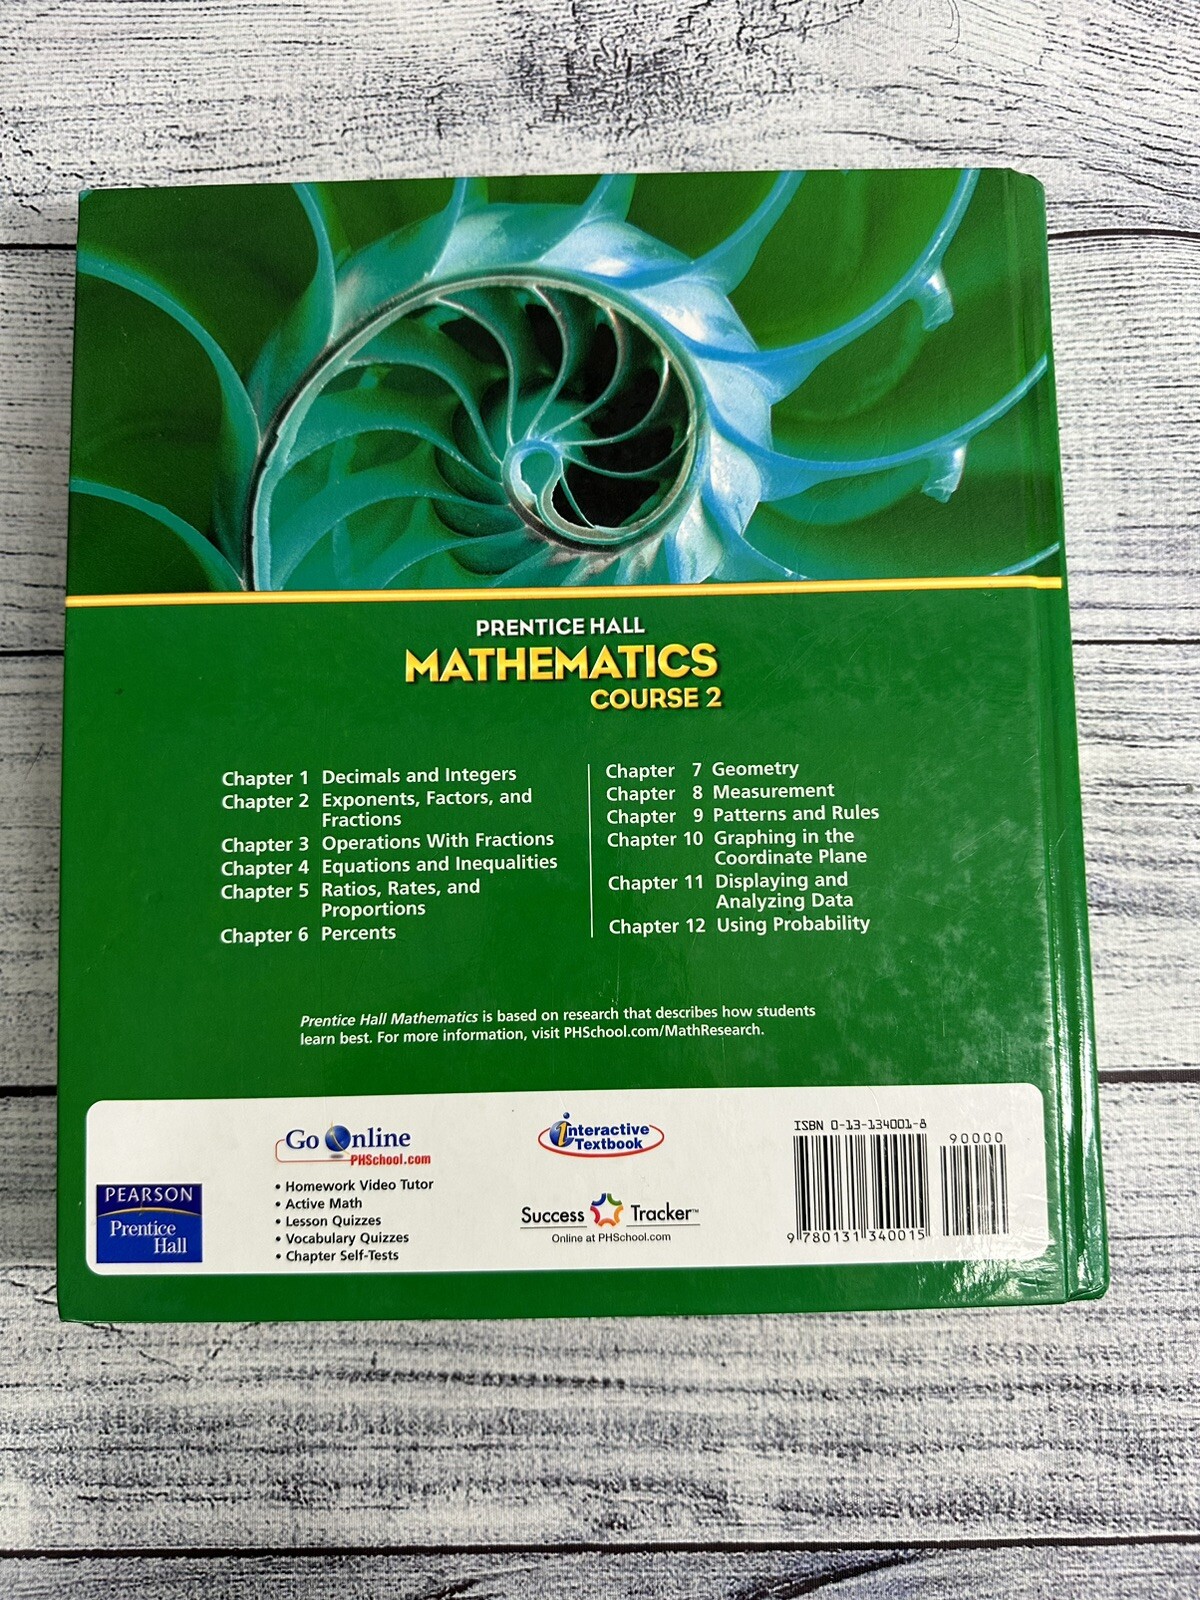 PRENTICE HALL
MATHEMATICS
COURSE 2
Chapter 1 Decimals and Integers
Chapter 2 Exponents, Factors, and
Fractions
Chapter 3 Operations With Fractions
Chapter 4 Equations and Inequalities
Chapter 5 Ratios, Rates, and
Proportions
Chapter 6 Percents
Chapter 7 Geometry
Chapter 8 Measurement
Chapter 9 Patterns and Rules
Chapter 10 Graphing in the
Coordinate Plane
Chapter 11 Displaying and
Analyzing Data
Chapter 12 Using Probability
Prentice Hall Mathematics is based on research that describes how students
learn best. For more information, visit PHSchool.com/MathResearch.
PEARSON
Prentice
Hall
Go Online
PHSchool.com
• Homework Video Tutor
• Active Math
• Lesson Quizzes
• Vocabulary Quizzes
• Chapter Self-Tests
interactive
Textbook
Success Tracker™
Online at PHSchool.com
ISBN 0-13-134001-8
90000
9 780131 340015